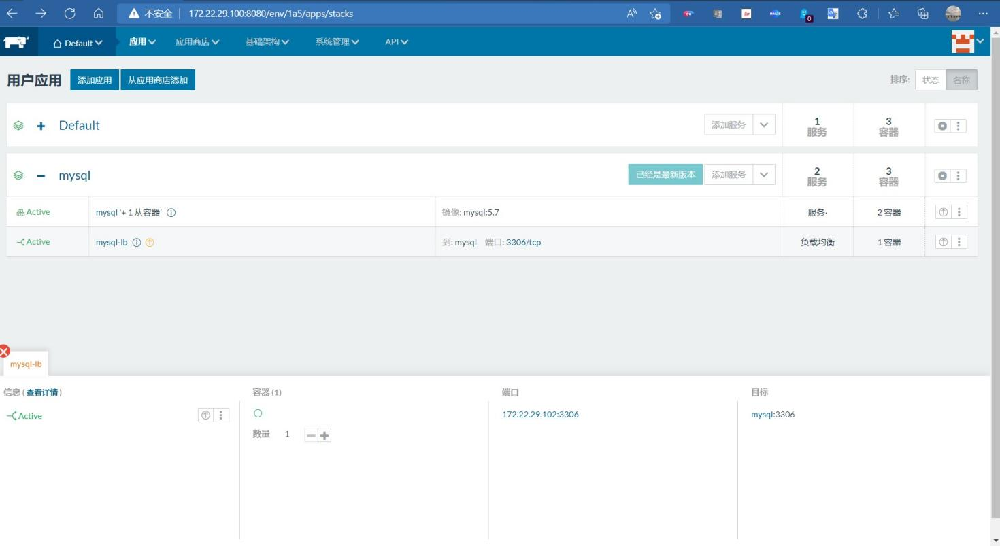 不安全 172.22.29.100:8080/env/1a5/apps/stacks 0
Default 应用 应用商店 基础架构 系统管理 API
用户应用 添加应用 从应用商店添加 排序: 状态 名称
Default 添加服务 1 服务 3 容器
mysql 已经是最新版本 添加服务 2 服务 3 容器
Active mysql '+ 1 从容器' 镜像: mysql:5.7 服务· 2 容器
Active mysql-lb 到: mysql 端口: 3306/tcp 负载均衡 1 容器
mysql-lb
信息 (查看详情) 容器 (1) 端口 目标
Active 172.22.29.102:3306 mysql:3306
数量 1